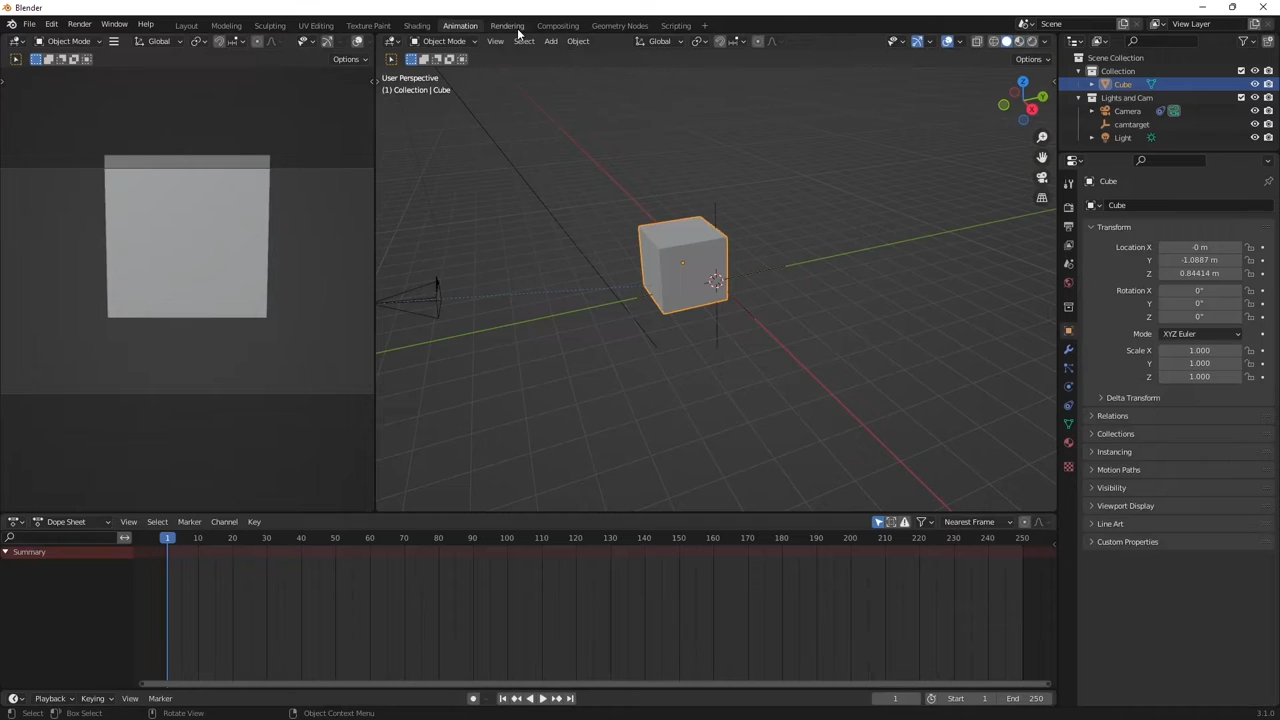 Blender
File Edit Render Window Help Layout Modeling Sculpting UV Editing Texture Paint Shading Animation Rendering Compositing Geometry Nodes Scripting + Scene View Layer
Object Mode Global Object Mode View Select Add Object Global
Options Options
User Perspective
(1) Collection | Cube
Z
Y
X
Scene Collection
Collection
Cube
Lights and Cam
Camera
camtarget
Light
Cube
Cube
Transform
Location X -0 m
Y -1.0887 m
Z 0.84414 m
Rotation X 0°
Y 0°
Z 0°
Mode XYZ Euler
Scale X 1.000
Y 1.000
Z 1.000
Delta Transform
Relations
Collections
Instancing
Motion Paths
Visibility
Viewport Display
Line Art
Custom Properties
Dope Sheet View Select Marker Channel Key Nearest Frame
1 10 20 30 40 50 60 70 80 90 100 110 120 130 140 150 160 170 180 190 200 210 220 230 240 250
Summary
Playback Keying View Marker 1 Start 1 End 250
Select Box Select Rotate View Object Context Menu 3.1.0